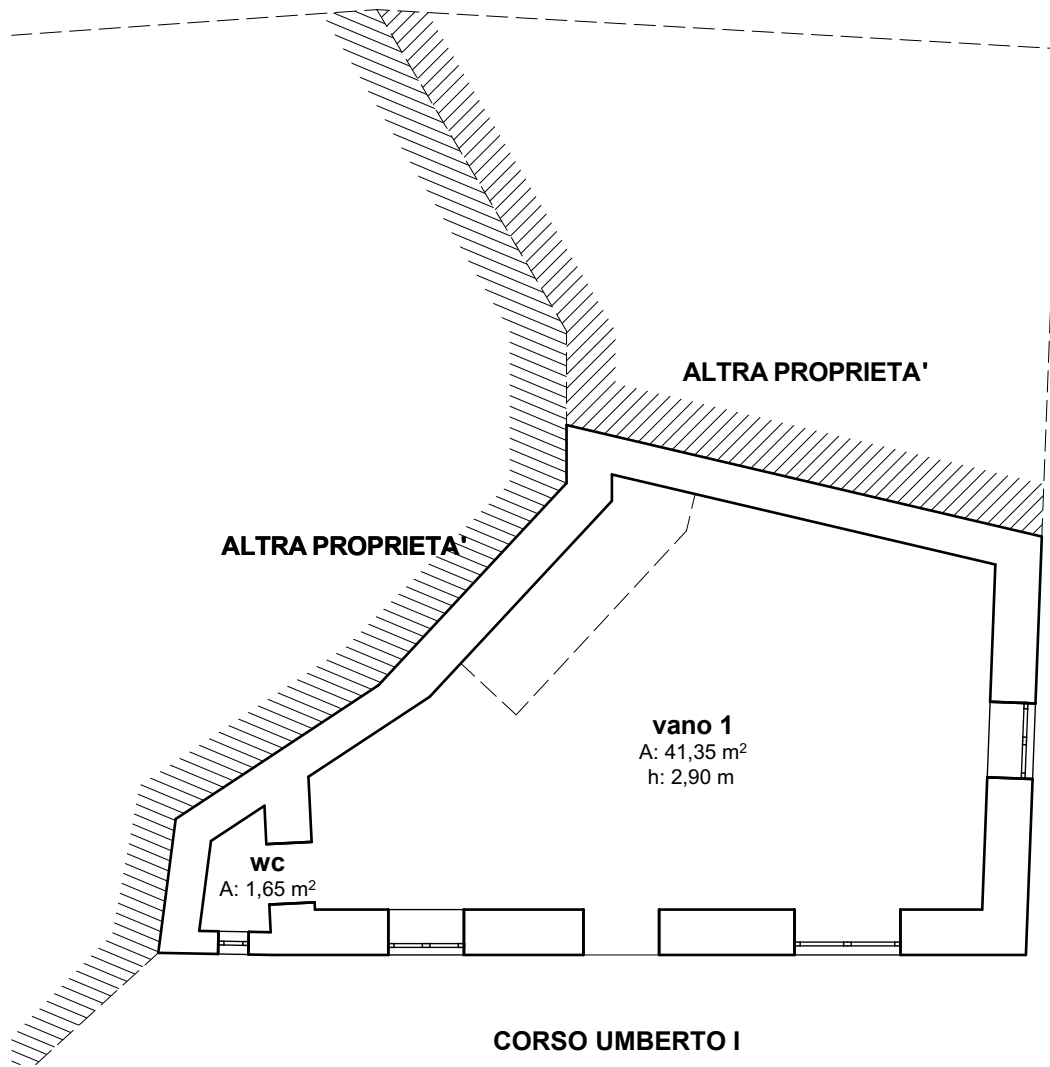 ALTRA PROPRIETA'
ALTRA PROPRIETA'
vano 1
A: 41,35 m²
h: 2,90 m
wc
A: 1,65 m²
CORSO UMBERTO I